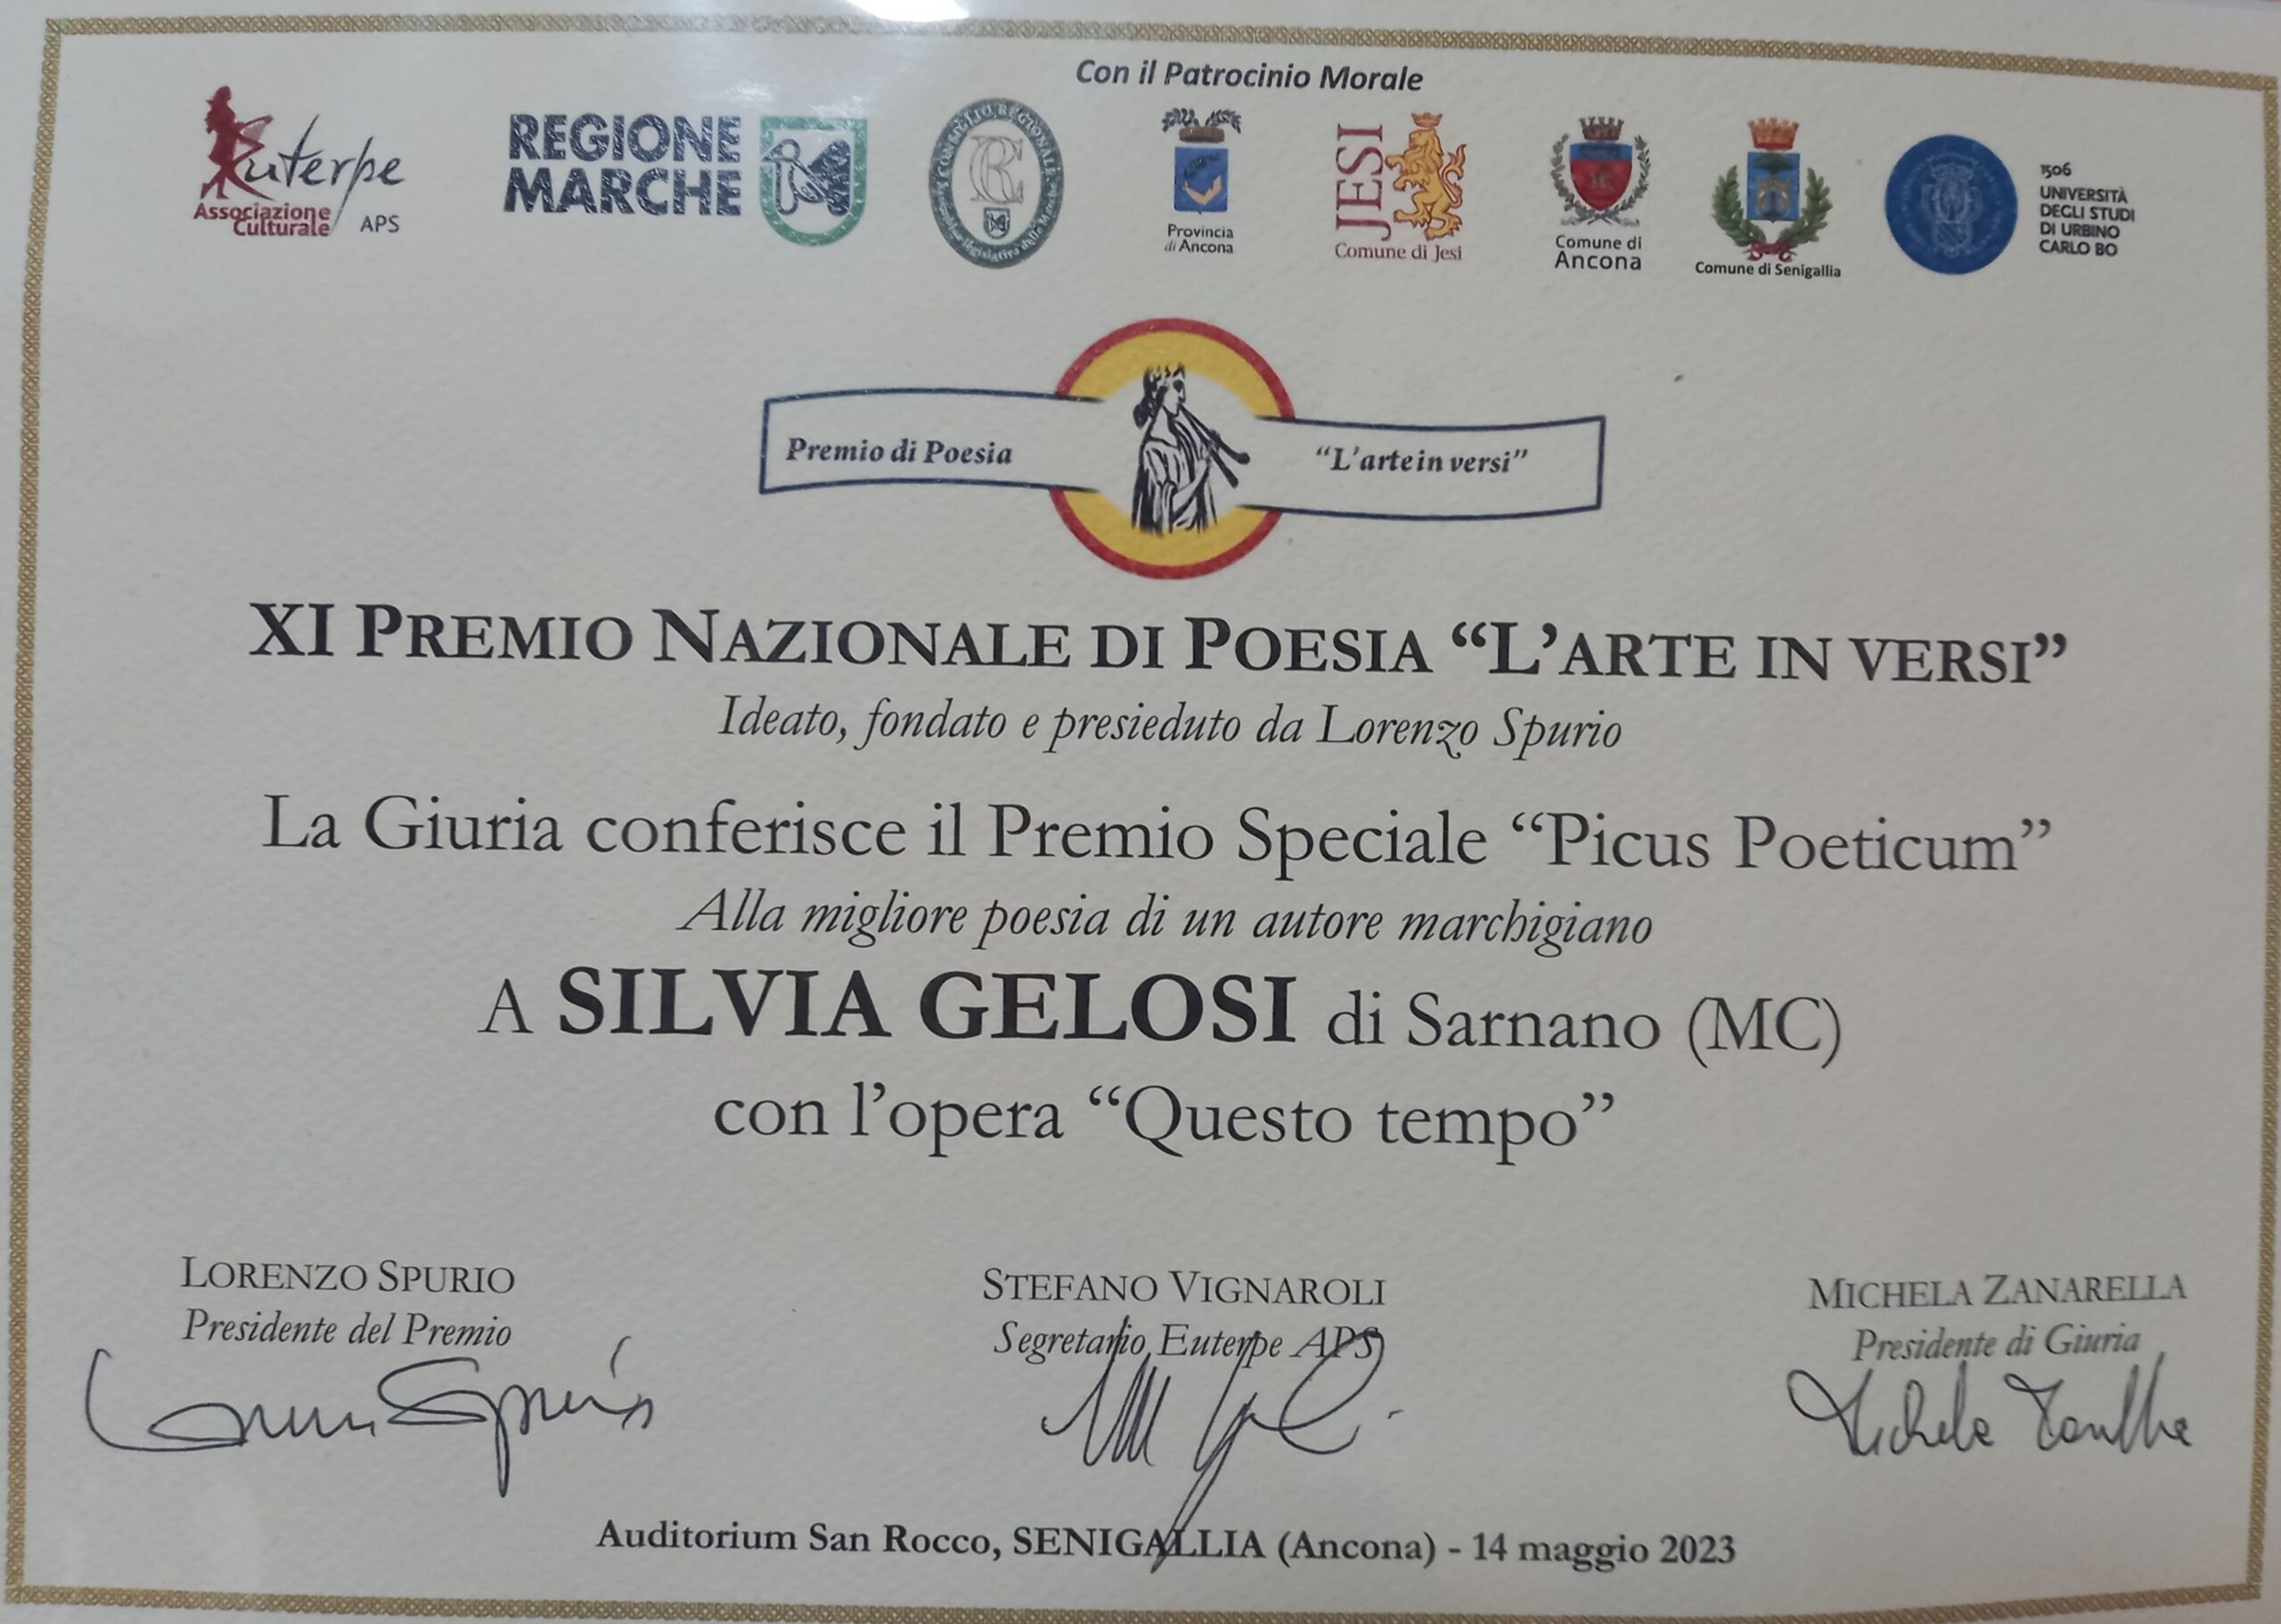 Con il Patrocinio Morale
Euterpe
Associazione
Culturale
APS
REGIONE
MARCHE
CONSIGLIO REGIONALE
Provincia
di Ancona
JESI
Comune di Jesi
Comune di
Ancona
Comune di Senigallia
1506
UNIVERSITÀ
DEGLI STUDI
DI URBINO
CARLO BO
Premio di Poesia
“L'arte in versi”
XI PREMIO NAZIONALE DI POESIA “L’ARTE IN VERSI”
Ideato, fondato e presieduto da Lorenzo Spurio
La Giuria conferisce il Premio Speciale “Picus Poeticum”
Alla migliore poesia di un autore marchigiano
A SILVIA GELOSI di Sarnano (MC)
con l’opera “Questo tempo”
LORENZO SPURIO
Presidente del Premio
STEFANO VIGNAROLI
Segretario Euterpe APS
MICHELA ZANARELLA
Presidente di Giuria
Auditorium San Rocco, SENIGALLIA (Ancona) - 14 maggio 2023